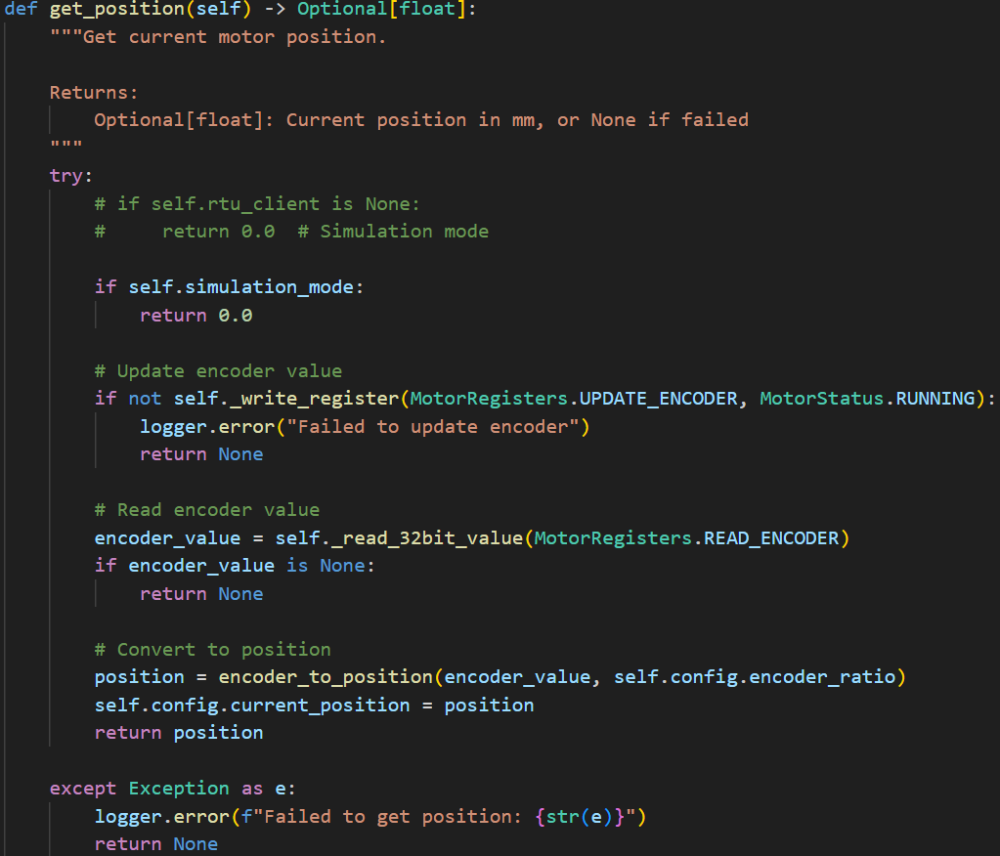 def get_position(self) -> Optional[float]:
    """Get current motor position.

    Returns:
        Optional[float]: Current position in mm, or None if failed
    """
    try:
        # if self.rtu_client is None:
        #     return 0.0  # Simulation mode

        if self.simulation_mode:
            return 0.0

        # Update encoder value
        if not self._write_register(MotorRegisters.UPDATE_ENCODER, MotorStatus.RUNNING):
            logger.error("Failed to update encoder")
            return None

        # Read encoder value
        encoder_value = self._read_32bit_value(MotorRegisters.READ_ENCODER)
        if encoder_value is None:
            return None

        # Convert to position
        position = encoder_to_position(encoder_value, self.config.encoder_ratio)
        self.config.current_position = position
        return position

    except Exception as e:
        logger.error(f"Failed to get position: {str(e)}")
        return None